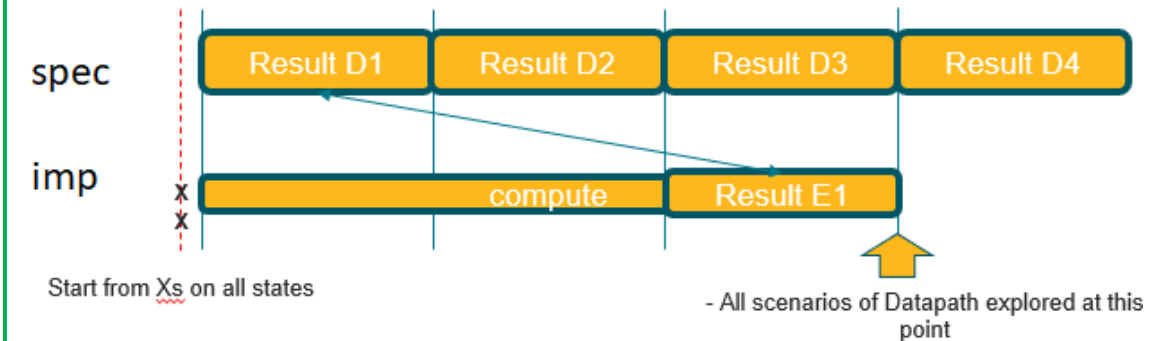 spec
Result D1
Result D2
Result D3
Result D4
imp
X
X
compute
Result E1
Start from Xs on all states
- All scenarios of Datapath explored at this
point